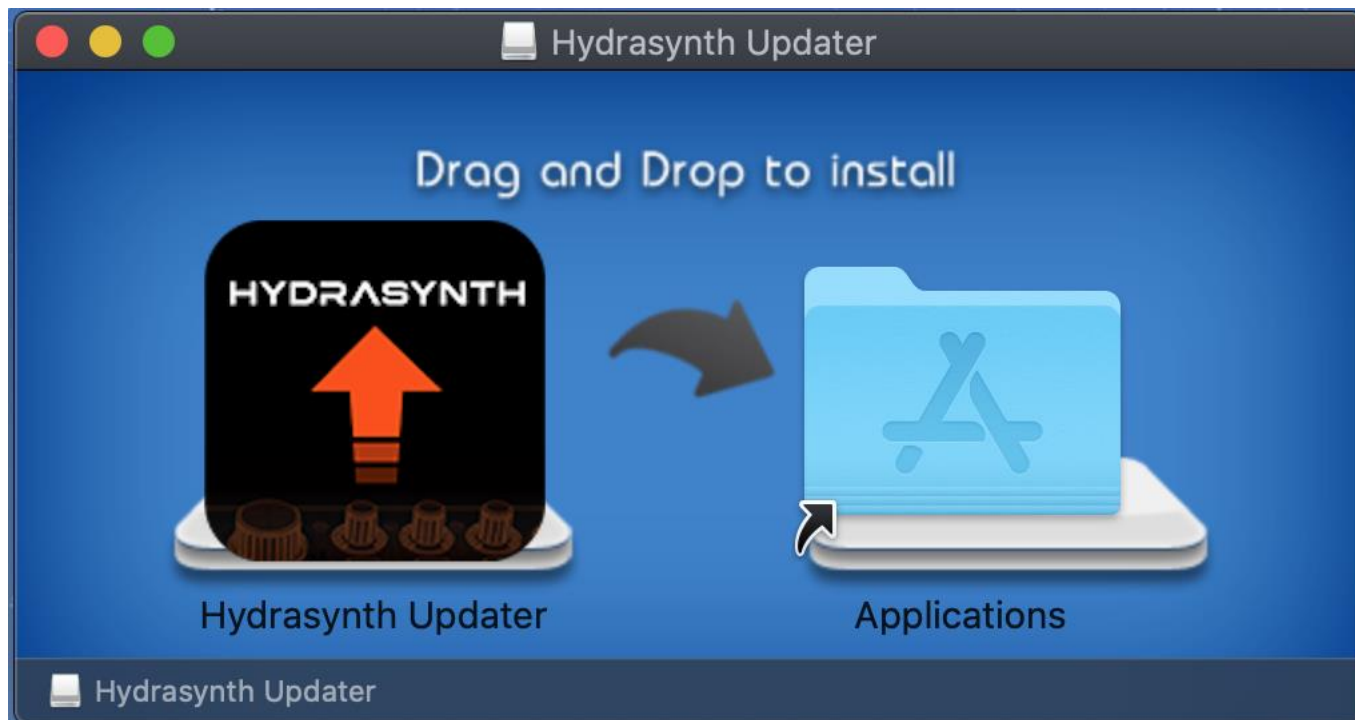 Hydrasynth Updater
Drag and Drop to install
HYDRASYNTH
Hydrasynth Updater
Applications
Hydrasynth Updater